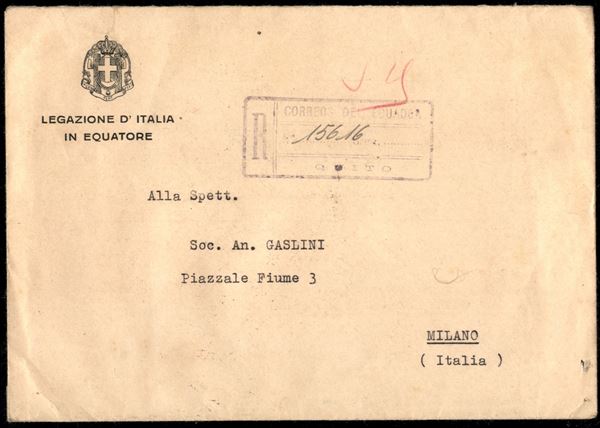 LEGAZIONE D' ITALIA
IN EQUATORE
CORREOS DEL ECUADOR
R
15616
QUITO
Alla Spett.
Soc. An. GASLINI
Piazzale Fiume 3
MILANO
( Italia )